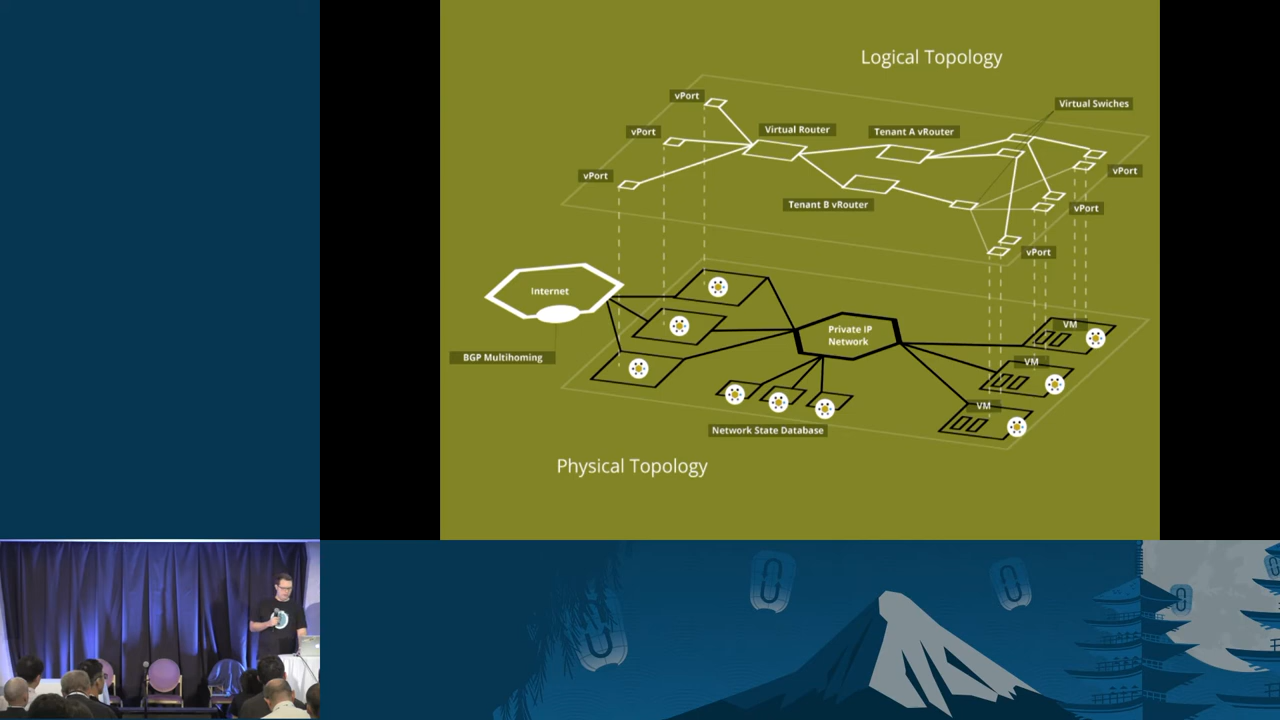 Logical Topology
vPort
Virtual Swiches
vPort
Virtual Router
Tenant A vRouter
vPort
vPort
Tenant B vRouter
vPort
vPort
Internet
VM
Private IP
Network
BGP Multihoming
VM
VM
Network State Database
Physical Topology